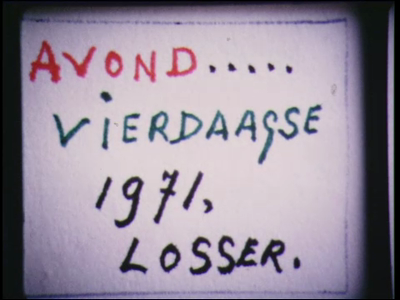 AVOND.....
VIERDAAGSE
1971,
LOSSER.